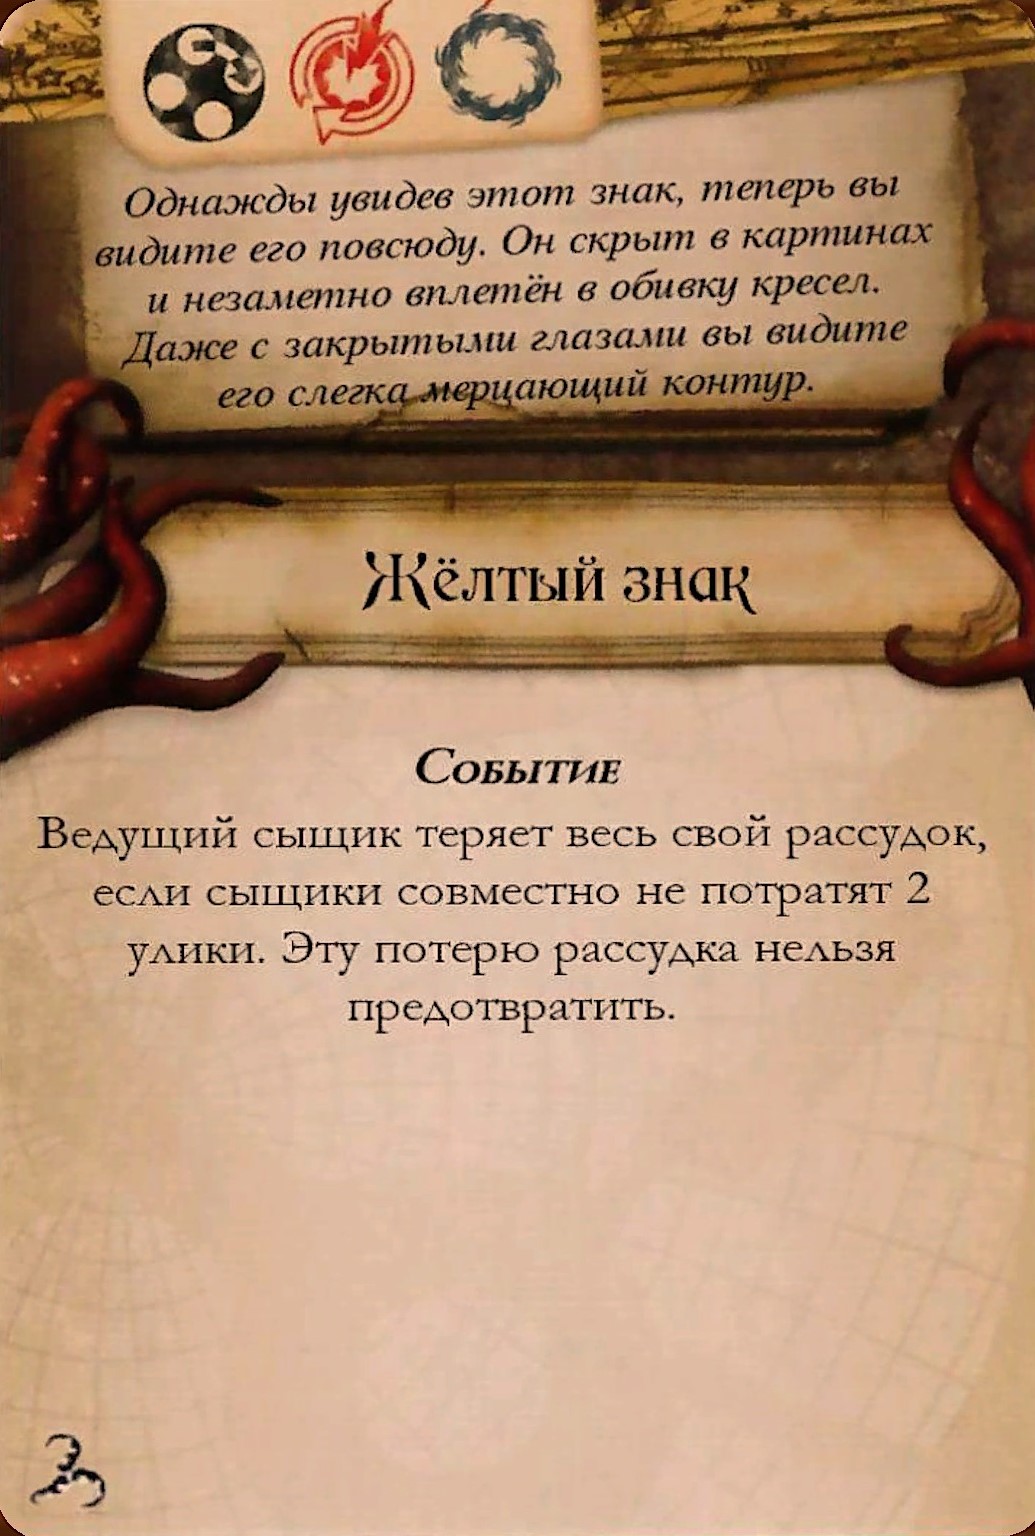 Однажды увидев этот знак, теперь вы
видите его повсюду. Он скрыт в картинах
и незаметно вплетён в обивку кресел.
Даже с закрытыми глазами вы видите
его слегка мерцающий контур.
Жёлтый знак
Событие
Ведущий сыщик теряет весь свой рассудок,
если сыщики совместно не потратят 2
улики. Эту потерю рассудка нельзя
предотвратить.